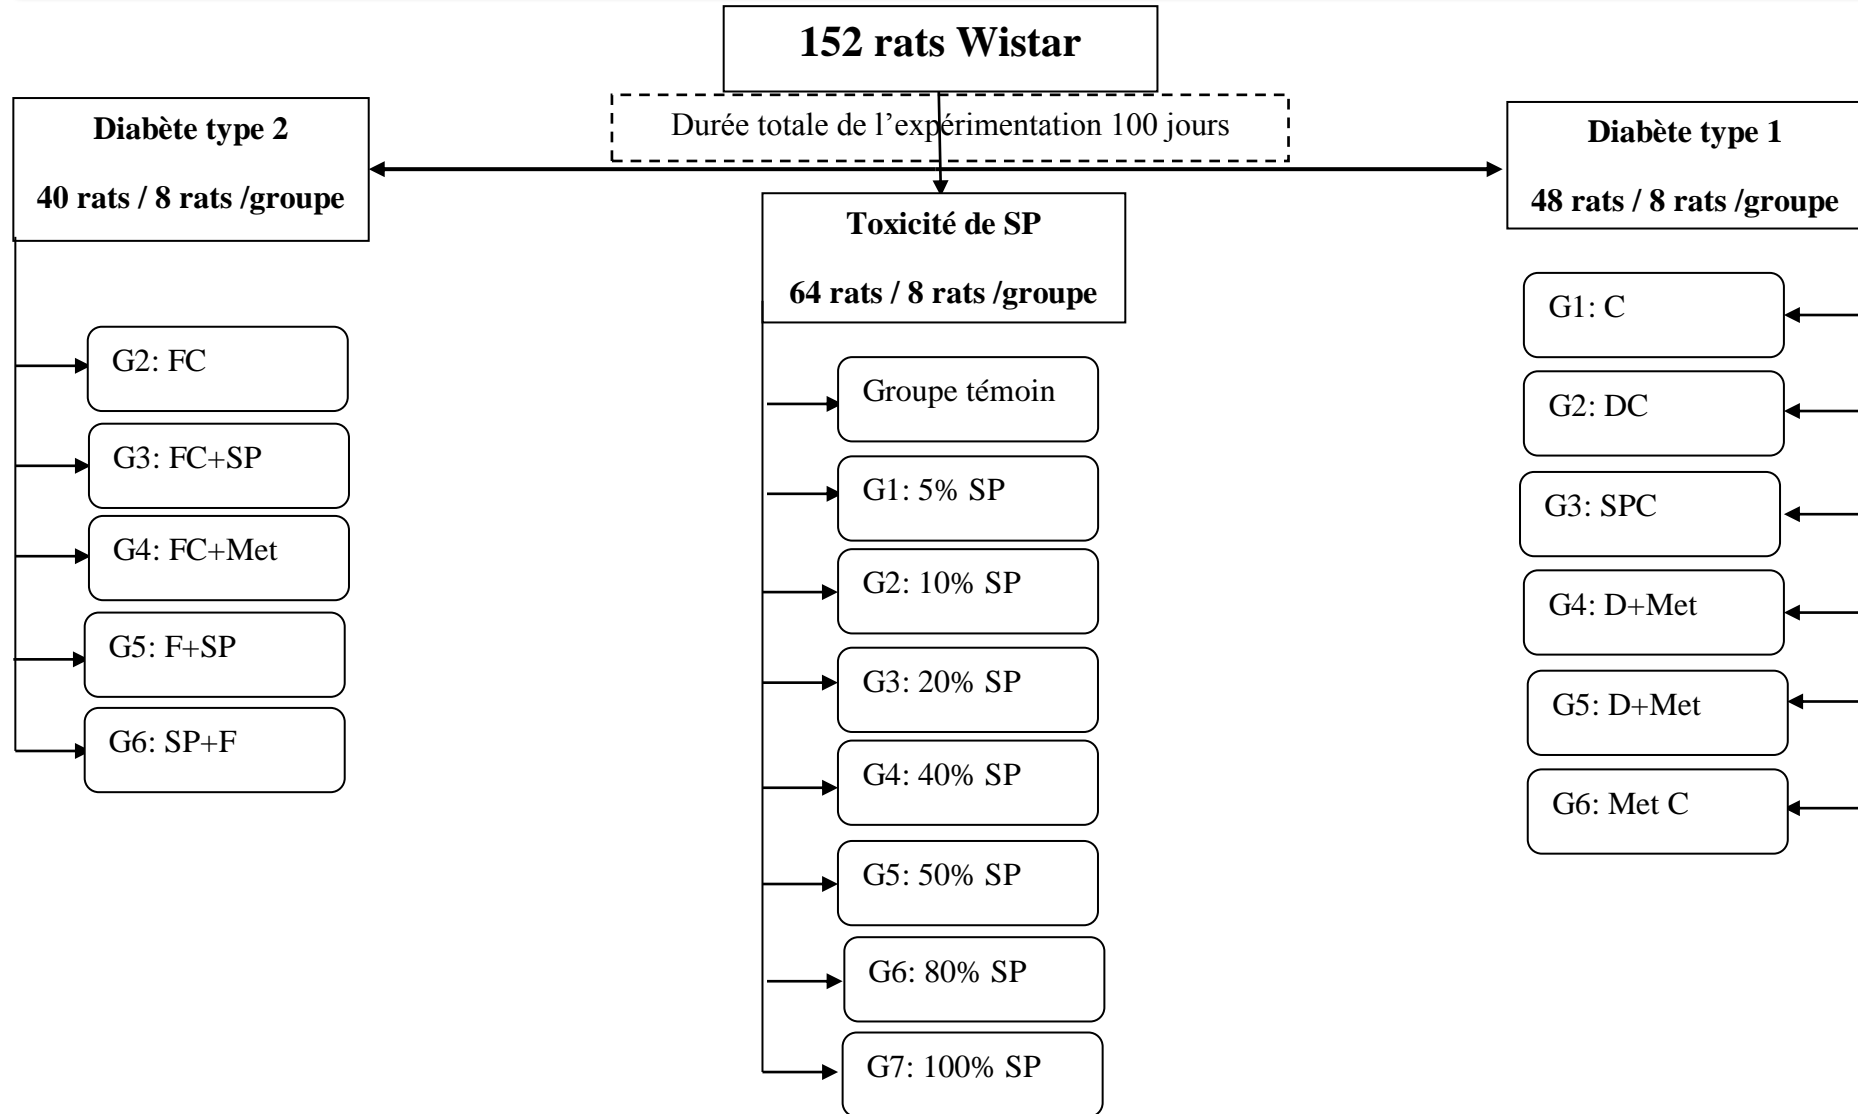 152 rats Wistar
Durée totale de l’expérimentation 100 jours
Diabète type 2
40 rats / 8 rats /groupe
G2: FC
G3: FC+SP
G4: FC+Met
G5: F+SP
G6: SP+F
Toxicité de SP
64 rats / 8 rats /groupe
Groupe témoin
G1: 5% SP
G2: 10% SP
G3: 20% SP
G4: 40% SP
G5: 50% SP
G6: 80% SP
G7: 100% SP
Diabète type 1
48 rats / 8 rats /groupe
G1: C
G2: DC
G3: SPC
G4: D+Met
G5: D+Met
G6: Met C